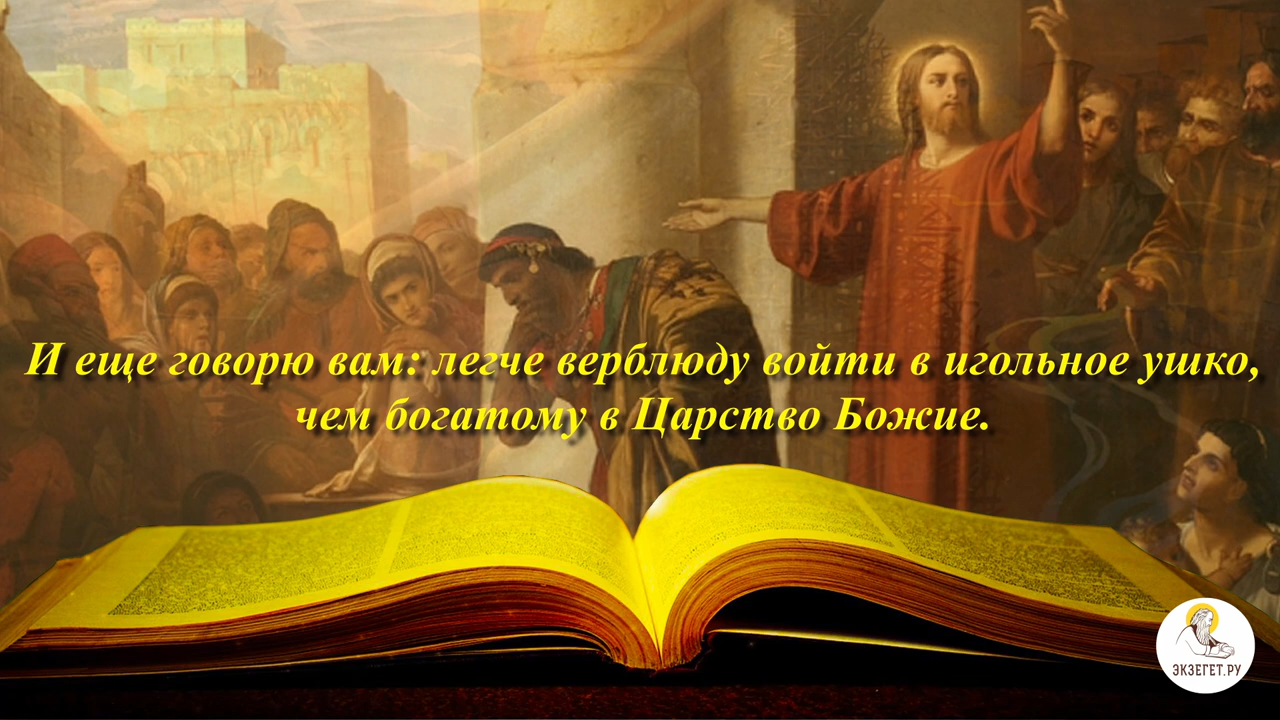 И еще говорю вам: легче верблюду войти в игольное ушко,
чем богатому в Царство Божие.
ЭКЗЕГЕТ.РУ